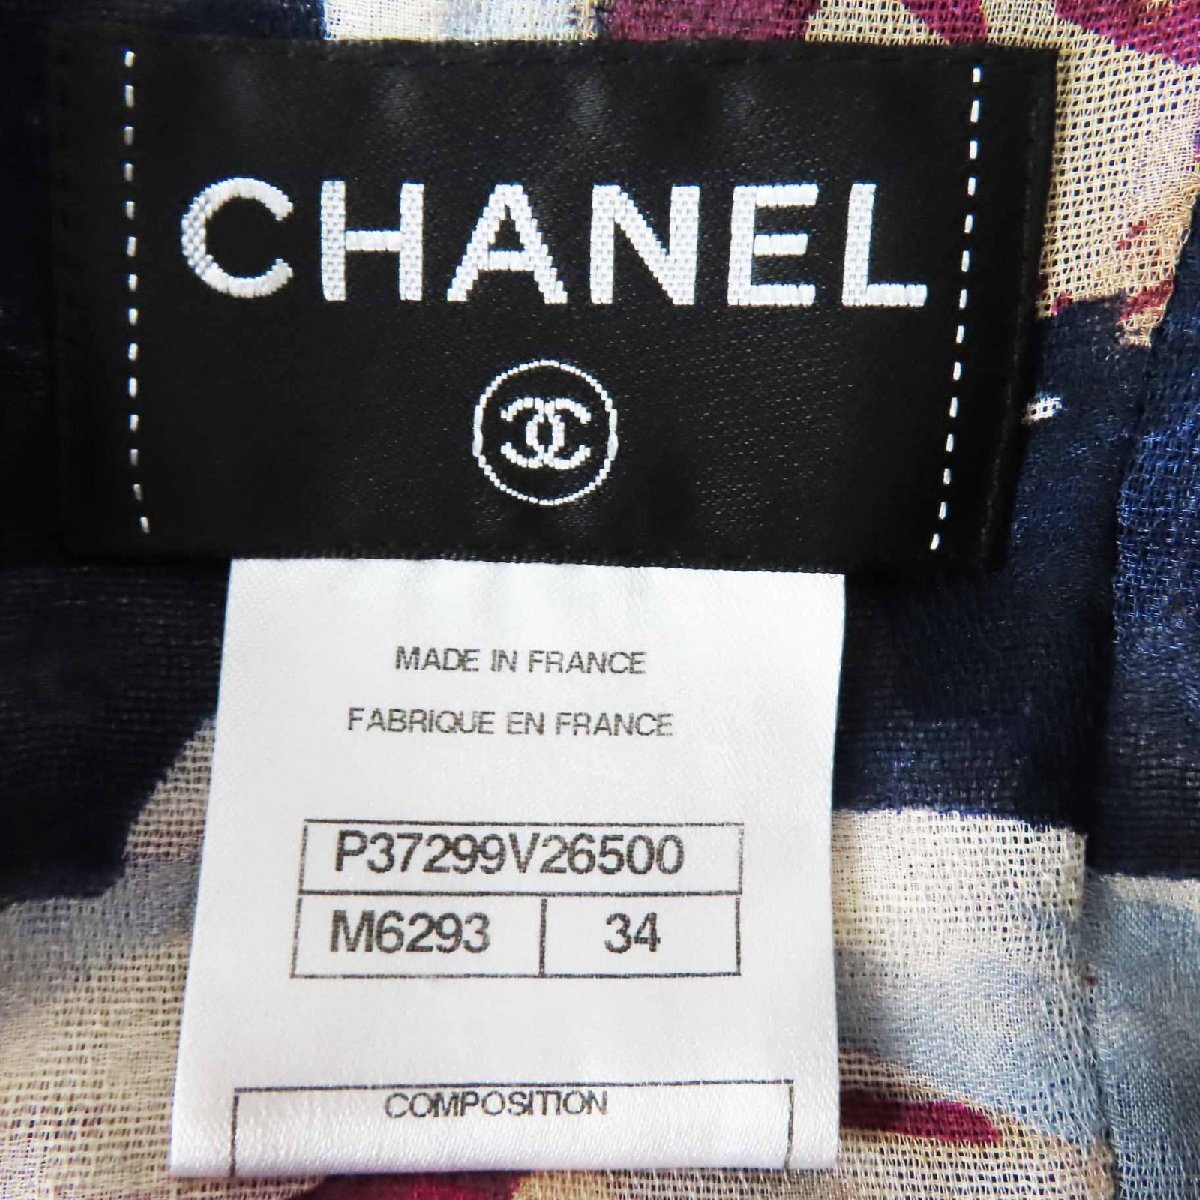 CHANEL
MADE IN FRANCE
FABRIQUE EN FRANCE
P37299V26500
M6293 34
COMPOSITION